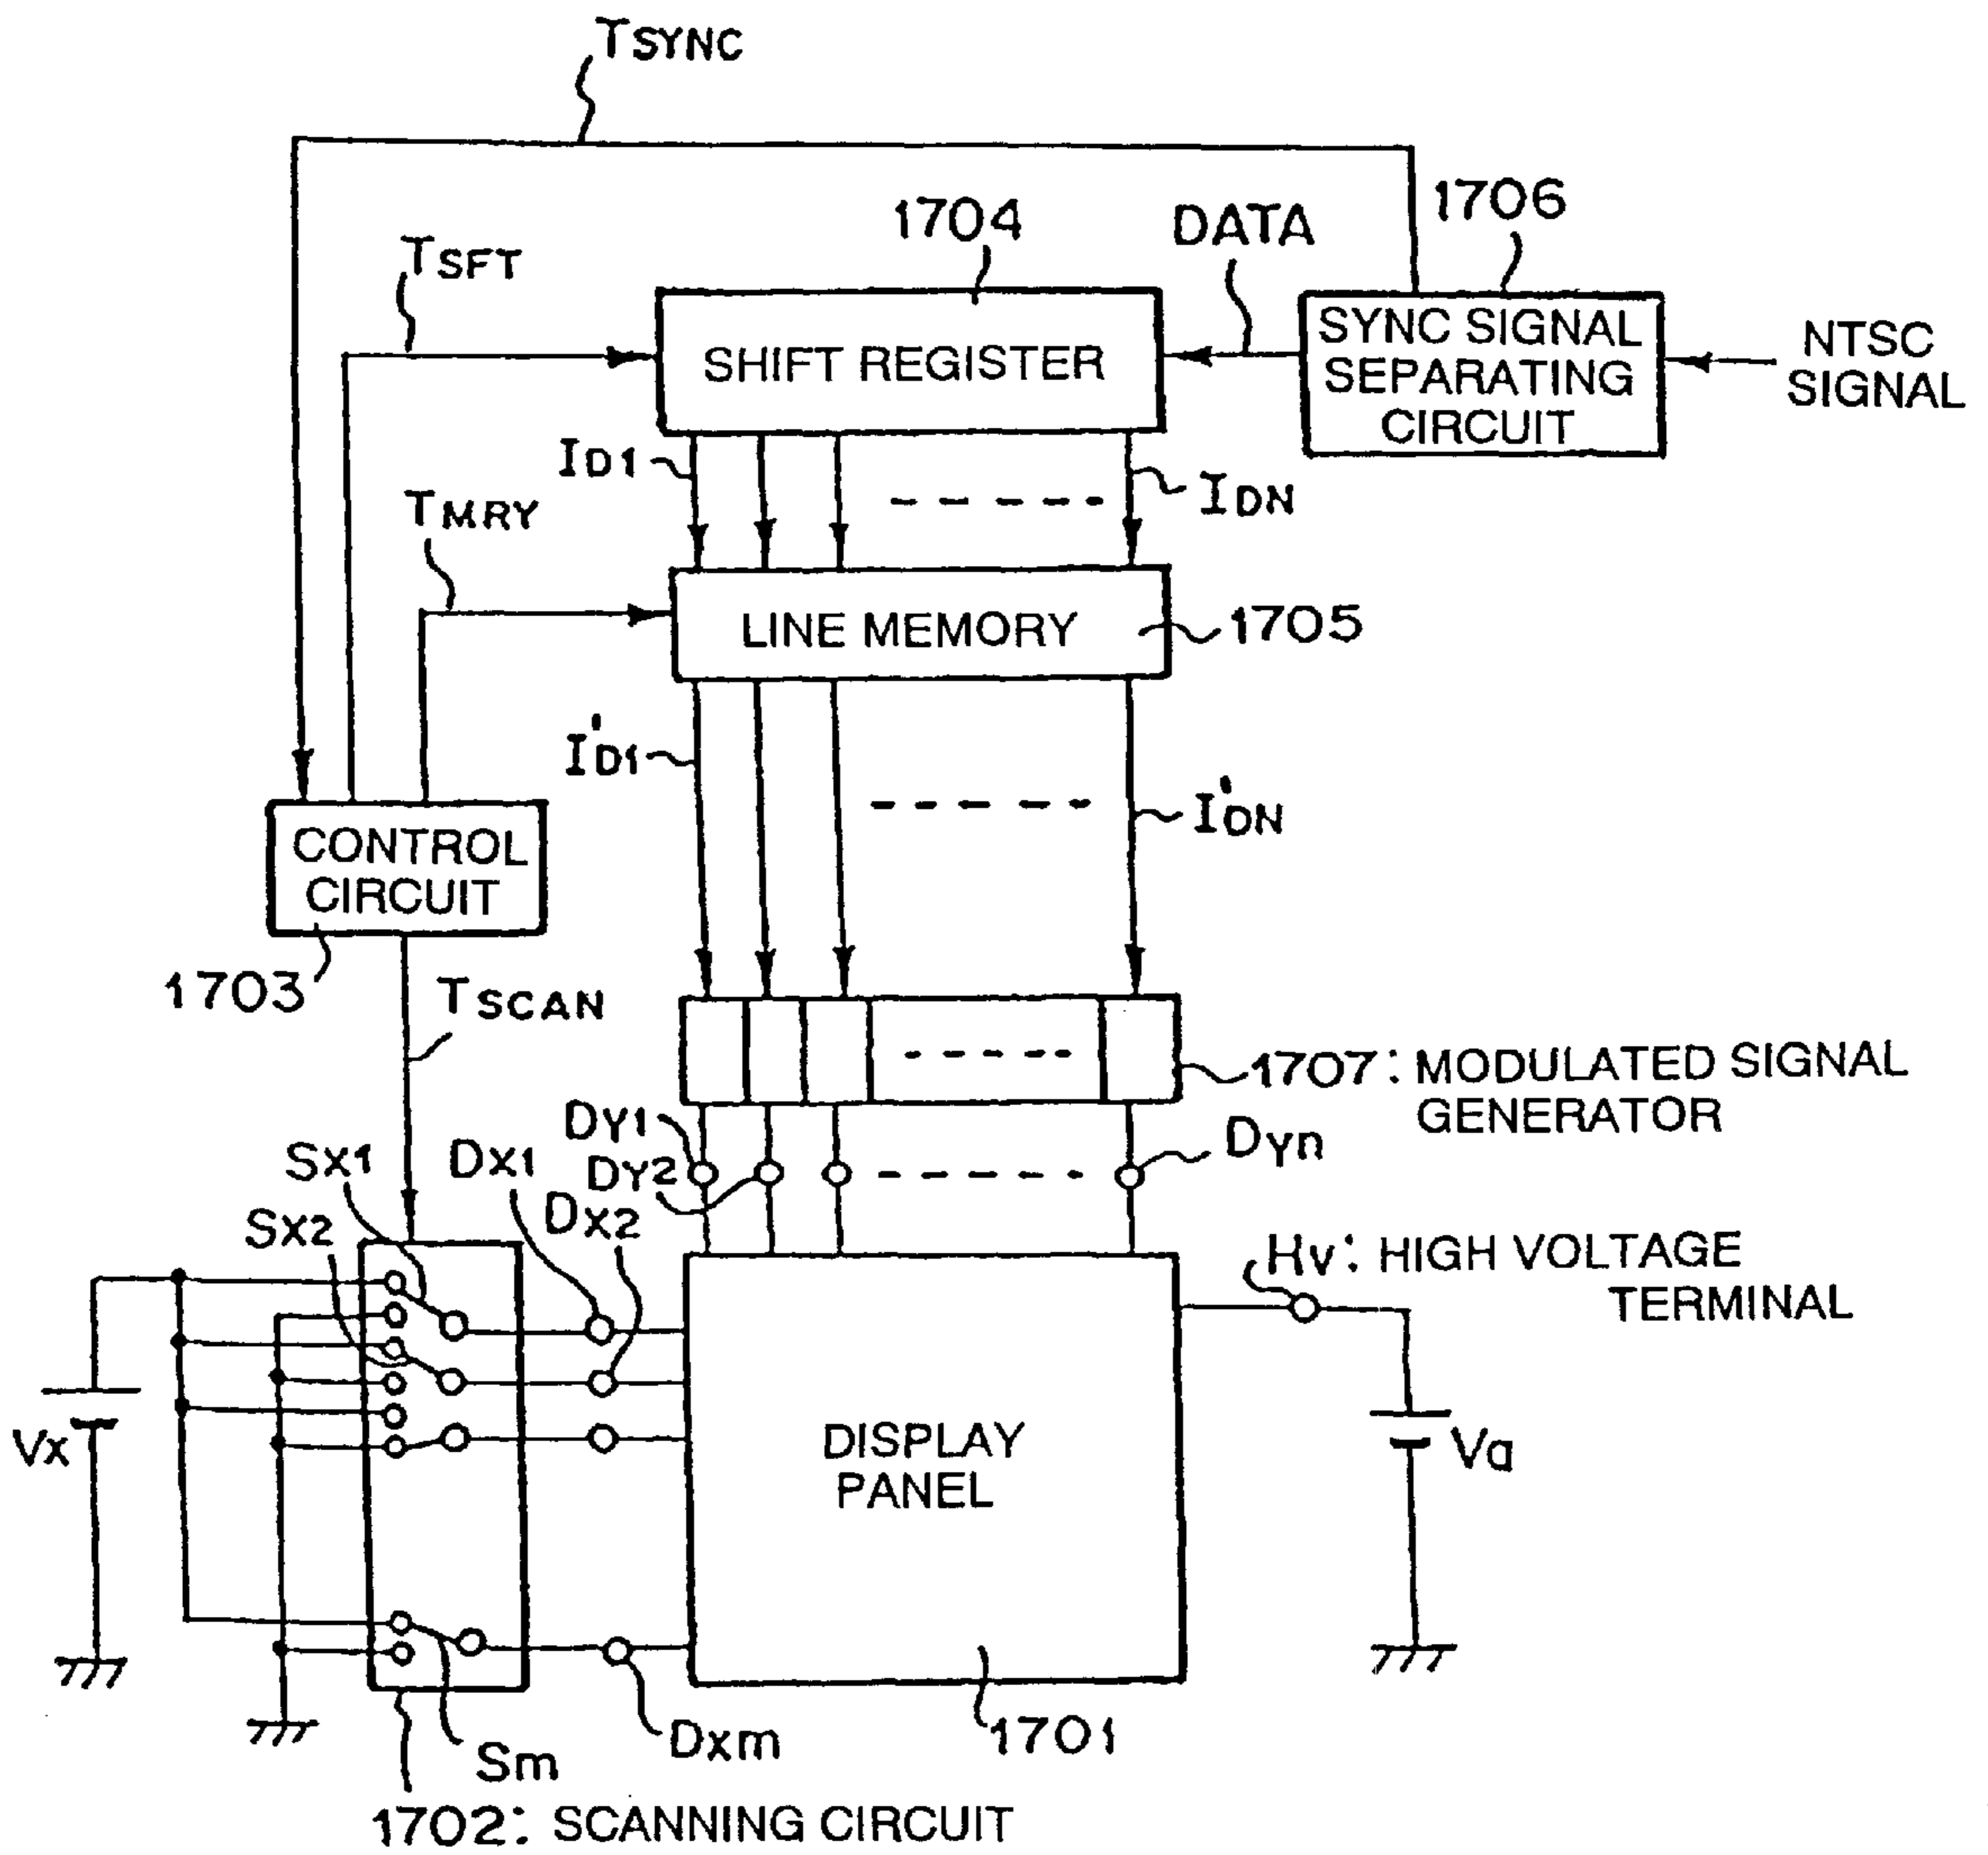 TSYNC
1706
1704
DATA
TSFT
SHIFT REGISTER
SYNC SIGNAL
SEPARATING
CIRCUIT
NTSC
SIGNAL
ID1
IDN
TMRY
LINE MEMORY
1705
I'D1
I'DN
CONTROL
CIRCUIT
1703
TSCAN
1707: MODULATED SIGNAL
GENERATOR
DY1
DY2
Dyn
SX1
DX1
SX2
DX2
Hv: HIGH VOLTAGE
TERMINAL
Vx
DISPLAY
PANEL
Va
Sm
Dxm
1701
1702: SCANNING CIRCUIT